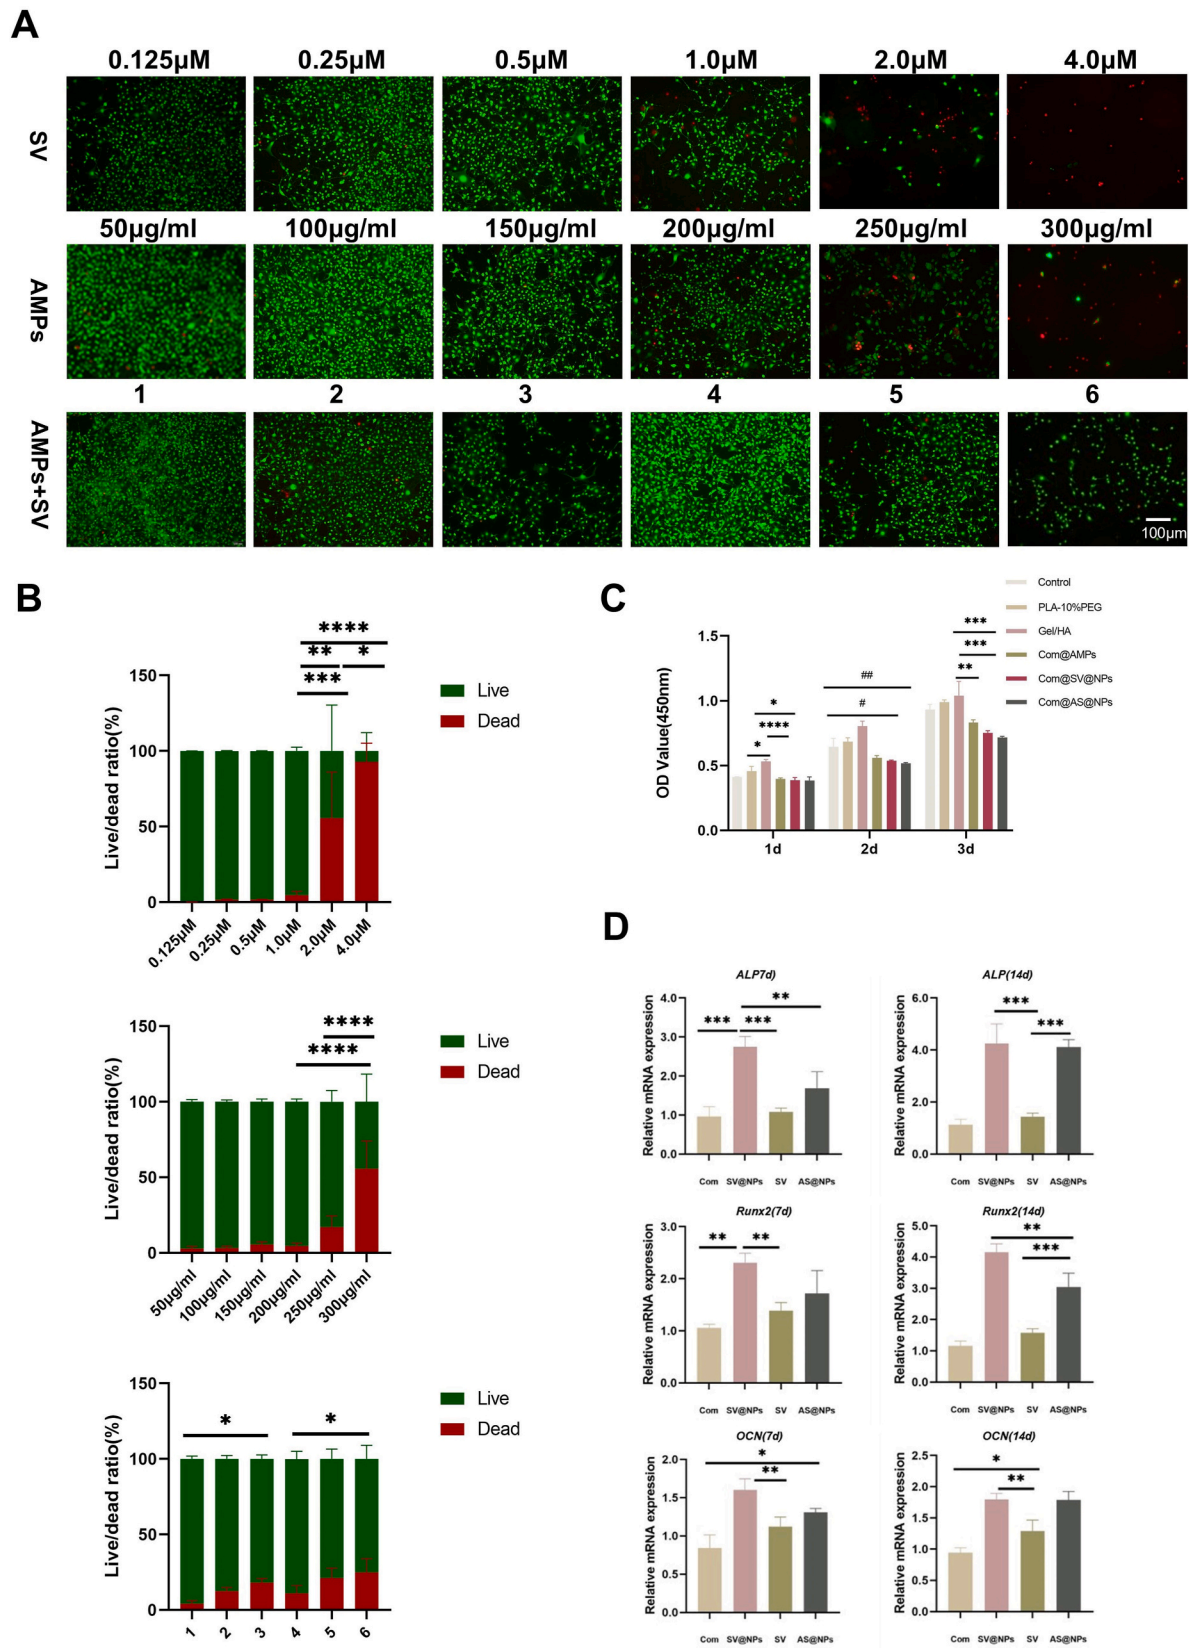 A
0.125μM 0.25μM 0.5μM 1.0μM 2.0μM 4.0μM
SV
50μg/ml 100μg/ml 150μg/ml 200μg/ml 250μg/ml 300μg/ml
AMPs
1 2 3 4 5 6
AMPs+SV
100μm
B
Live/dead ratio(%)
150
100
50
0
**** 
** *
***
Live
Dead
0.125μM 0.25μM 0.5μM 1.0μM 2.0μM 4.0μM
Live/dead ratio(%)
150
100
50
0
****
****
Live
Dead
50μg/ml 100μg/ml 150μg/ml 200μg/ml 250μg/ml 300μg/ml
Live/dead ratio(%)
150
100
50
0
* *
Live
Dead
1 2 3 4 5 6
C
Control
PLA-10%PEG
Gel/HA
Com@AMPs
Com@SV@NPs
Com@AS@NPs
OD Value(450nm)
1.5
1.0
0.5
0.0
*
****
*
##
#
***
***
**
1d 2d 3d
D
ALP7d)
Relative mRNA expression
4.0
3.0
2.0
1.0
0.0
**
*** ***
Com SV@NPs SV AS@NPs
ALP(14d)
Relative mRNA expression
6.0
4.0
2.0
0.0
***
***
Com SV@NPs SV AS@NPs
Runx2(7d)
Relative mRNA expression
3.0
2.0
1.0
0.0
** **
Com SV@NPs SV AS@NPs
Runx2(14d)
Relative mRNA expression
5.0
4.0
3.0
2.0
1.0
0.0
**
***
Com SV@NPs SV AS@NPs
OCN(7d)
Relative mRNA expression
2.0
1.5
1.0
0.5
0.0
*
**
Com SV@NPs SV AS@NPs
OCN(14d)
Relative mRNA expression
2.5
2.0
1.5
1.0
0.5
0.0
*
**
Com SV@NPs SV AS@NPs